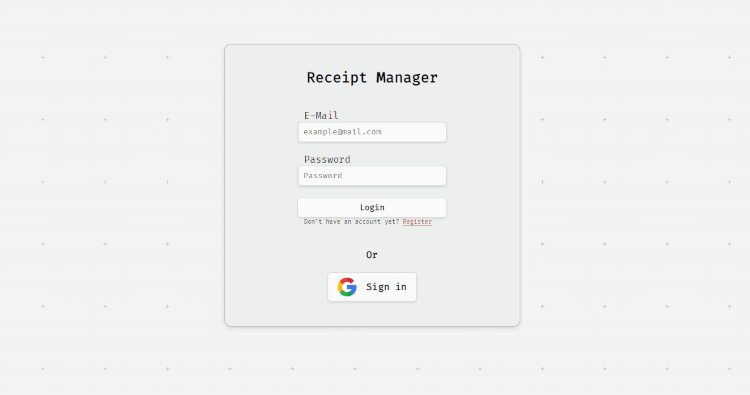 Receipt Manager
E-Mail
example@mail.com
Password
Password
Login
Don't have an account yet? Register
Or
Sign in